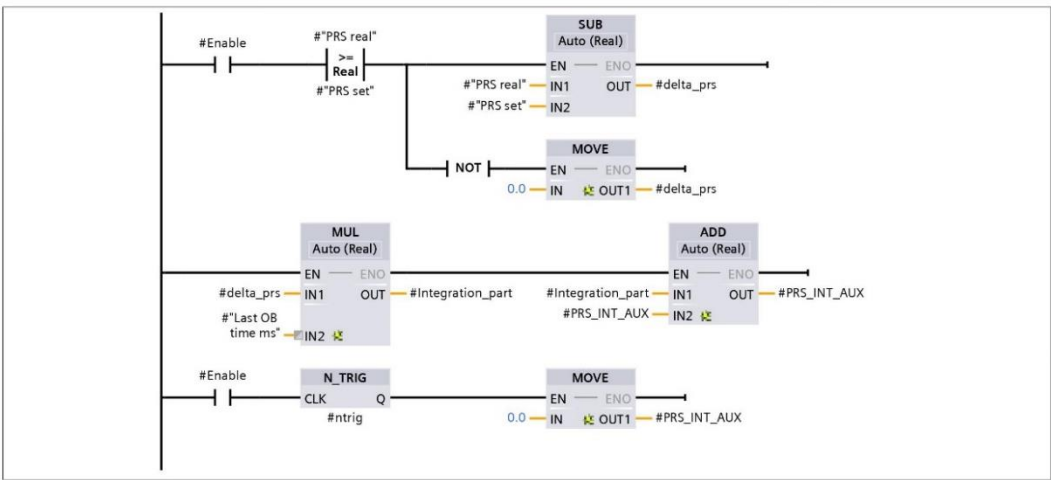 #Enable
#"PRS real"
>=
Real
#"PRS set"
SUB
Auto (Real)
EN ENO
#"PRS real" IN1 OUT #delta_prs
#"PRS set" IN2
NOT
MOVE
EN ENO
0.0 IN OUT1 #delta_prs
MUL
Auto (Real)
EN ENO
#delta_prs IN1 OUT #Integration_part
#"Last OB
time ms" IN2
ADD
Auto (Real)
EN ENO
#Integration_part IN1 OUT #PRS_INT_AUX
#PRS_INT_AUX IN2
#Enable
N_TRIG
CLK Q
#ntrig
MOVE
EN ENO
0.0 IN OUT1 #PRS_INT_AUX